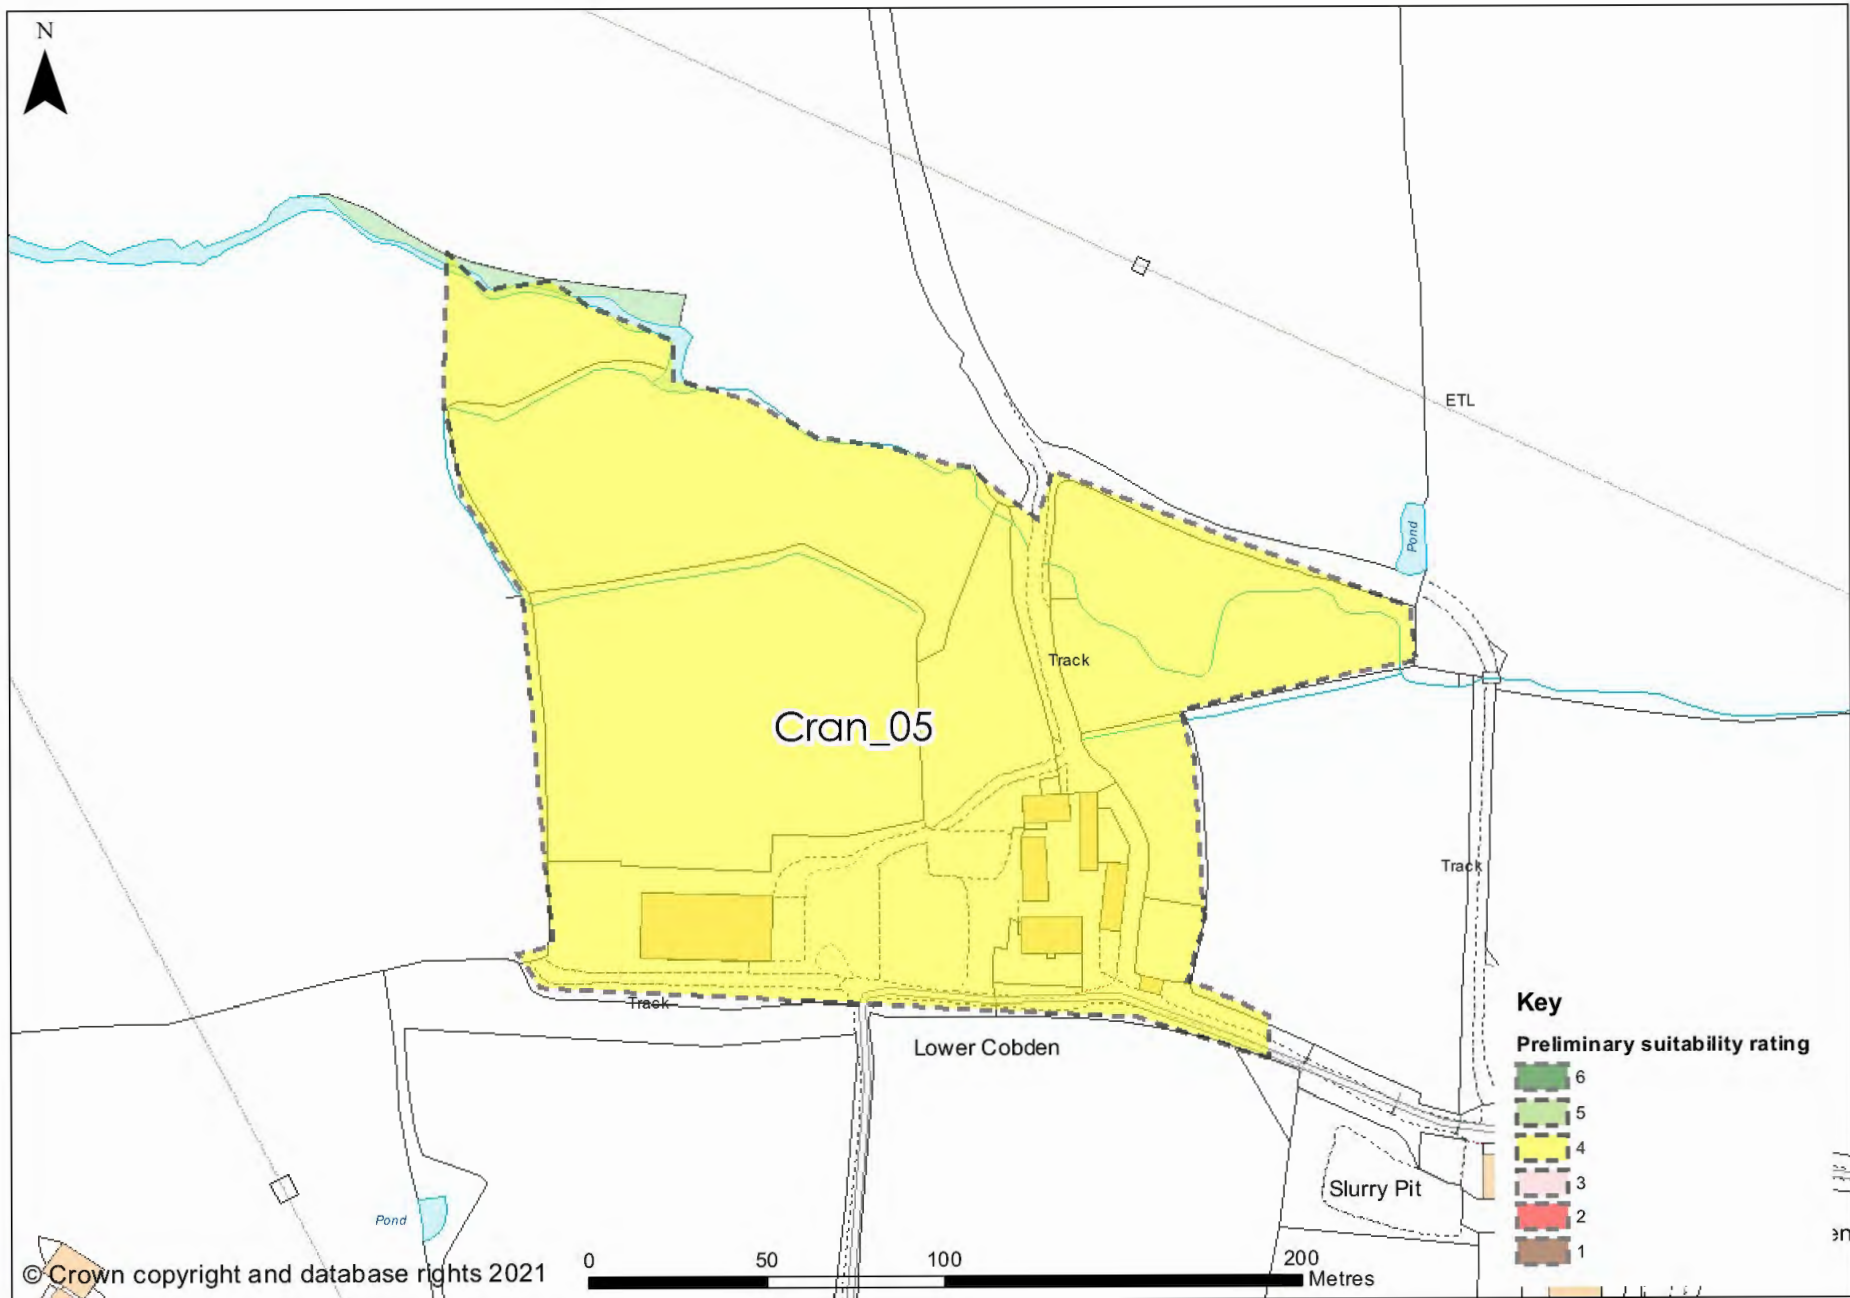 N
ETL
Pond
Track
Cran_05
Track
Track
Lower Cobden
Slurry Pit
Pond
Key
Preliminary suitability rating
6
5
4
3
2
1
© Crown copyright and database rights 2021
0 50 100 200
Metres